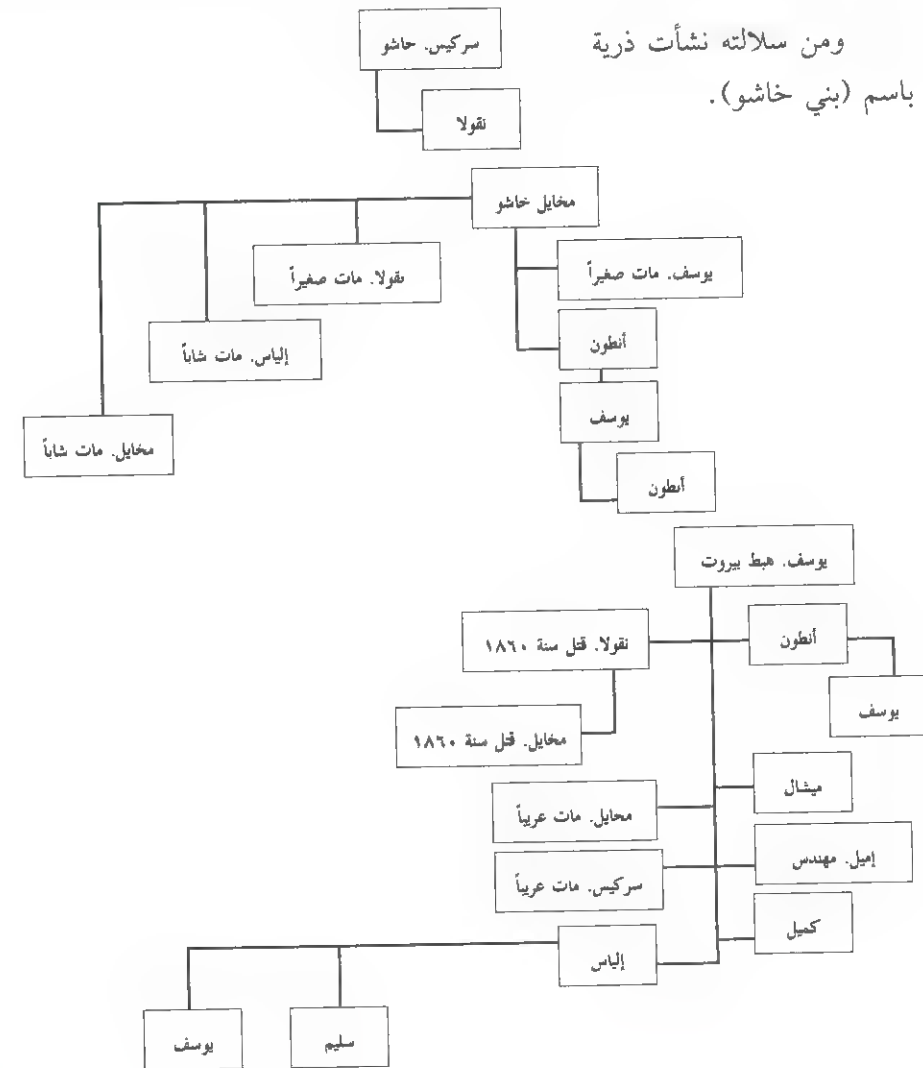 ومن سلالته نشأت ذرية
باسم (بني خاشو).
سركيس. حاشو
نقولا
مخايل خاشو
يوسف. مات صغيراً
نقولا. مات صغيراً
أنطون
إلياس. مات شاباً
يوسف
مخايل. مات شاباً
أنطون
يوسف. هبط بيروت
أنطون
نقولا. قتل سنة ١٨٦٠
يوسف
مخايل. قتل سنة ١٨٦٠
ميشال
محايل. مات عريباً
إميل. مهندس
سركيس. مات عريباً
كميل
إلياس
سليم
يوسف